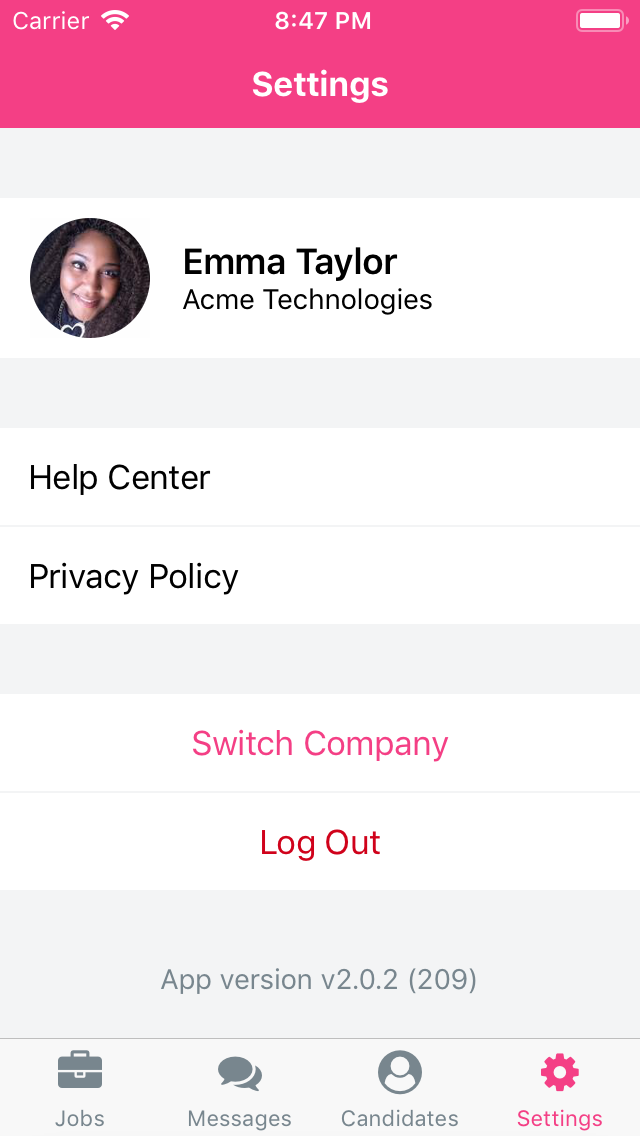 Carrier 8:47 PM
Settings
Emma Taylor
Acme Technologies
Help Center
Privacy Policy
Switch Company
Log Out
App version v2.0.2 (209)
Jobs Messages Candidates Settings